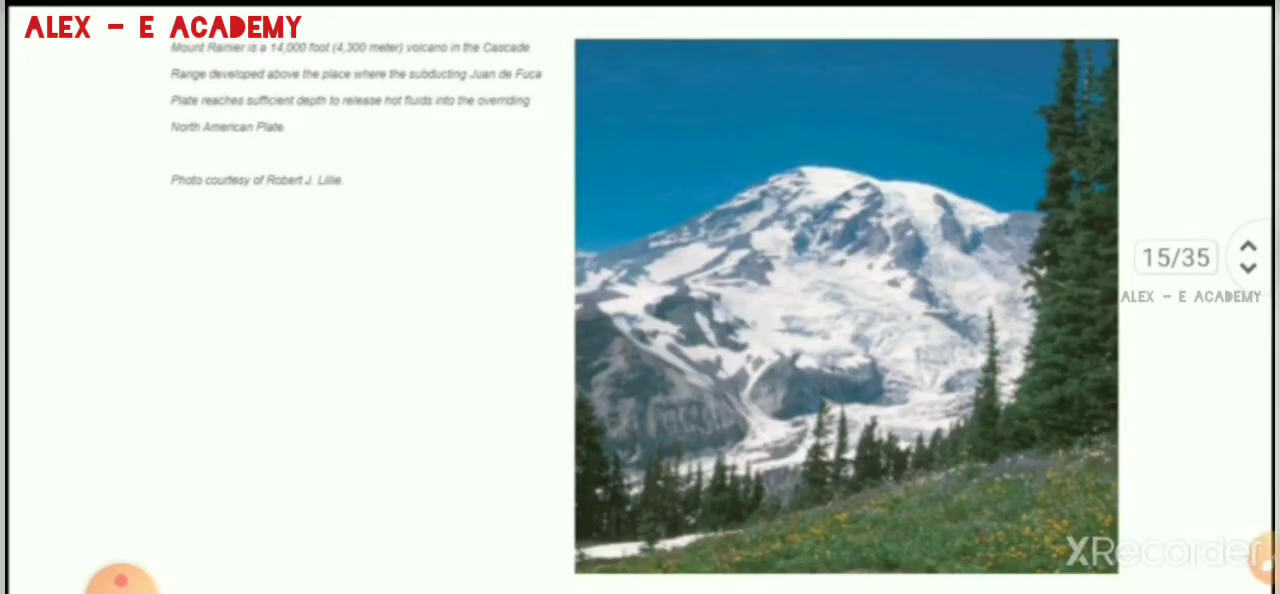 ALEX - E ACADEMY
Mount Rainier is a 14,000 foot (4,300 meter) volcano in the Cascade
Range developed above the place where the subducting Juan de Fuca
Plate reaches sufficient depth to release hot fluids into the overriding
North American Plate
Photo courtesy of Robert J. Lillie.
15/35
ALEX - E ACADEMY
XRecorder